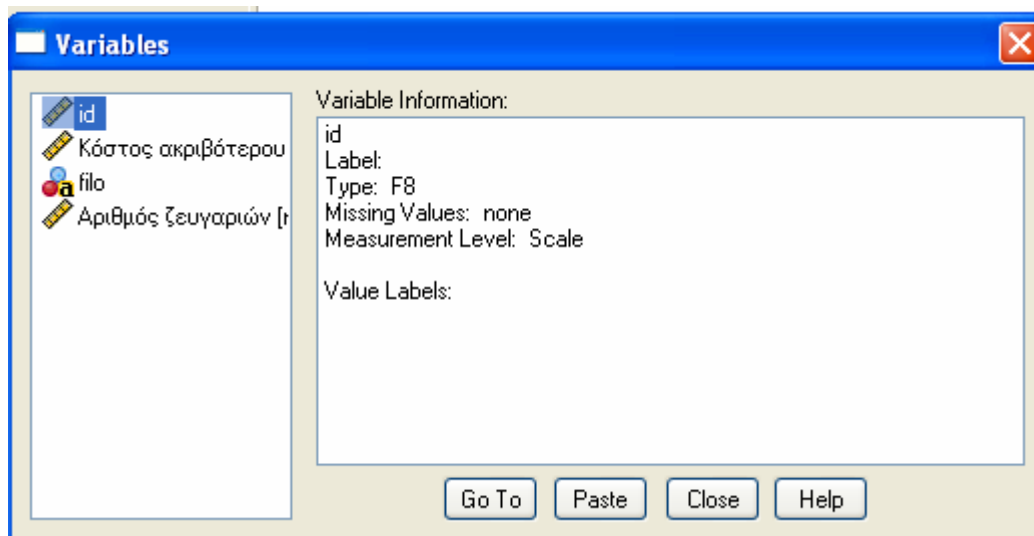 Variables
id
Κόστος ακριβότερου
filo
Αριθμός ζευγαριών [r
Variable Information:
id
Label:
Type: F8
Missing Values: none
Measurement Level: Scale
Value Labels:
Go To Paste Close Help